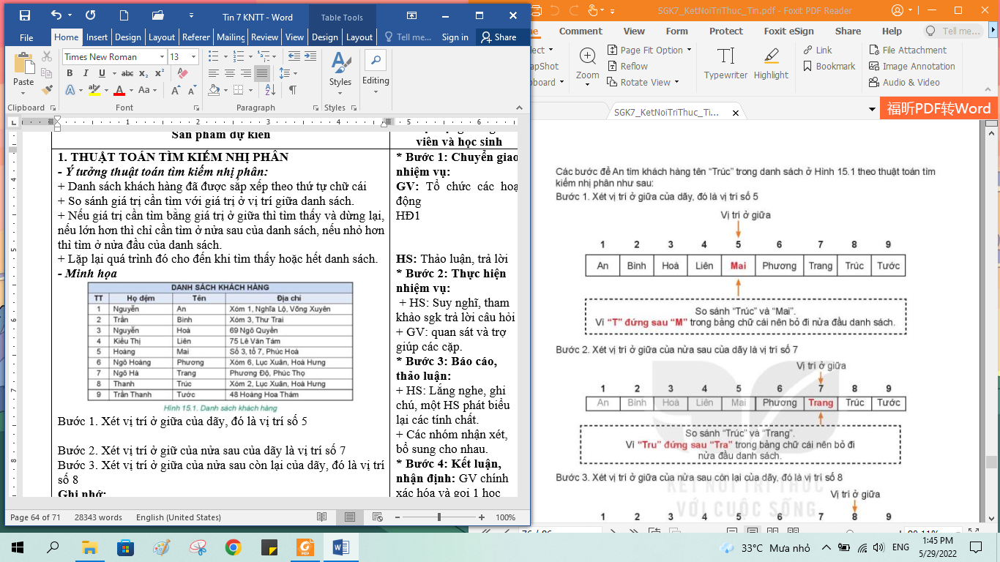 Tin 7 KNTT - Word
Table Tools
File
Home
Insert
Design
Layout
Referer
Mailing
Review
View
Design
Layout
Tell me...
Sign in
Share
Paste
Times New Roman
13
B I U abc x₂ x²
Aa
Styles
Editing
Clipboard
Font
Paragraph
Styles
1 2 3 4 5 6
Sản phẩm dự kiến
viên và học sinh
1. THUẬT TOÁN TÌM KIẾM NHỊ PHÂN
- Ý tưởng thuật toán tìm kiếm nhị phân:
+ Danh sách khách hàng đã được sắp xếp theo thứ tự chữ cái
+ So sánh giá trị cần tìm với giá trị ở vị trí giữa danh sách.
+ Nếu giá trị cần tìm bằng giá trị ở giữa thì tìm thấy và dừng lại,
nếu lớn hơn thì chỉ cần tìm ở nửa sau của danh sách, nếu nhỏ hơn
thì tìm ở nửa đầu của danh sách.
+ Lặp lại quá trình đó cho đến khi tìm thấy hoặc hết danh sách.
- Minh họa
DANH SÁCH KHÁCH HÀNG
TT Họ đệm Tên Địa chỉ
1 Nguyễn An Xóm 1, Nghĩa Lộ, Võng Xuyên
2 Trần Bình Xóm 3, Thư Trai
3 Nguyễn Hoà 69 Ngô Quyền
4 Kiều Thị Liên 75 Lê Văn Tám
5 Hoàng Mai Số 3, tổ 7, Phúc Hoà
6 Ngô Hoàng Phương Xóm 6, Lục Xuân, Hoà Hưng
7 Ngô Hà Trang Phương Độ, Phúc Thọ
8 Thanh Trúc Xóm 2, Lục Xuân, Hoà Hưng
9 Trần Thanh Tước 48 Hoàng Hoa Thám
Hình 15.1. Danh sách khách hàng
Bước 1. Xét vị trí ở giữa của dãy, đó là vị trí số 5
Bước 2. Xét vị trí ở giữ của nửa sau của dãy là vị trí số 7
Bước 3. Xét vị trí ở giữa của nửa sau còn lại của dãy, đó là vị trí
số 8
Ghi nhớ:
* Bước 1: Chuyển giao
nhiệm vụ:
GV: Tổ chức các hoạ
động
HĐ1
HS: Thảo luận, trả lời
* Bước 2: Thực hiện
nhiệm vụ:
+ HS: Suy nghĩ, tham
khảo sgk trả lời câu hỏi
+ GV: quan sát và trợ
giúp các cặp.
* Bước 3: Báo cáo,
thảo luận:
+ HS: Lắng nghe, ghi
chú, một HS phát biểu
lại các tính chất.
+ Các nhóm nhận xét,
bổ sung cho nhau.
* Bước 4: Kết luận,
nhận định: GV chính
xác hóa và gọi 1 học
Page 64 of 71
28343 words
English (United States)
100%
SGK7_KetNoiTriThuc_Tin.pdf - Foxit PDF Reader
Comment
View
Form
Protect
Foxit eSign
Share
Help
Tell me...
Zoom
Page Fit Option
Reflow
Rotate View
Typewriter
Highlight
Link
Bookmark
File Attachment
Image Annotation
Audio & Video
SGK7_KetNoiTriThuc_Tin...
福昕PDF转Word
Các bước để An tìm khách hàng tên “Trúc” trong danh sách ở Hình 15.1 theo thuật toán tìm
kiếm nhị phân như sau:
Bước 1. Xét vị trí ở giữa của dãy, đó là vị trí số 5
Vị trí ở giữa
1 2 3 4 5 6 7 8 9
An Bình Hoà Liên Mai Phương Trang Trúc Tước
So sánh “Trúc” và “Mai”.
Vì “T” đứng sau “M” trong bảng chữ cái nên bỏ đi nửa đầu danh sách.
Bước 2. Xét vị trí ở giữa của nửa sau của dãy là vị trí số 7
Vị trí ở giữa
1 2 3 4 5 6 7 8 9
An Bình Hoà Liên Mai Phương Trang Trúc Tước
So sánh “Trúc” và “Trang”.
Vì “Tru” đứng sau “Tra” trong bảng chữ cái nên bỏ đi
nửa đầu danh sách.
Bước 3. Xét vị trí ở giữa của nửa sau còn lại của dãy, đó là vị trí số 8
KẾT NỐI TRI THỨC
VỚI CUỘC SỐNG
Vị trí ở giữa
1 2 3 4 5 6 7 8 9
33°C Mưa nhỏ
ENG
1:45 PM
5/29/2022